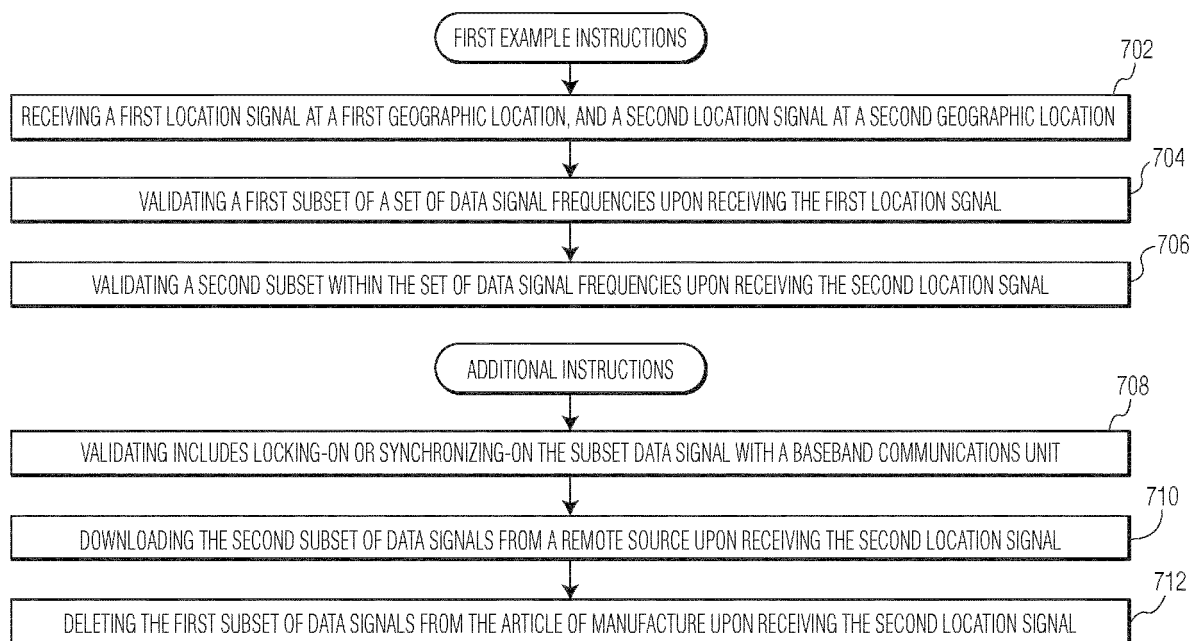 FIRST EXAMPLE INSTRUCTIONS
702
RECEIVING A FIRST LOCATION SIGNAL AT A FIRST GEOGRAPHIC LOCATION, AND A SECOND LOCATION SIGNAL AT A SECOND GEOGRAPHIC LOCATION
704
VALIDATING A FIRST SUBSET OF A SET OF DATA SIGNAL FREQUENCIES UPON RECEIVING THE FIRST LOCATION SGNAL
706
VALIDATING A SECOND SUBSET WITHIN THE SET OF DATA SIGNAL FREQUENCIES UPON RECEIVING THE SECOND LOCATION SGNAL
ADDITIONAL INSTRUCTIONS
708
VALIDATING INCLUDES LOCKING-ON OR SYNCHRONIZING-ON THE SUBSET DATA SIGNAL WITH A BASEBAND COMMUNICATIONS UNIT
710
DOWNLOADING THE SECOND SUBSET OF DATA SIGNALS FROM A REMOTE SOURCE UPON RECEIVING THE SECOND LOCATION SIGNAL
712
DELETING THE FIRST SUBSET OF DATA SIGNALS FROM THE ARTICLE OF MANUFACTURE UPON RECEIVING THE SECOND LOCATION SIGNAL